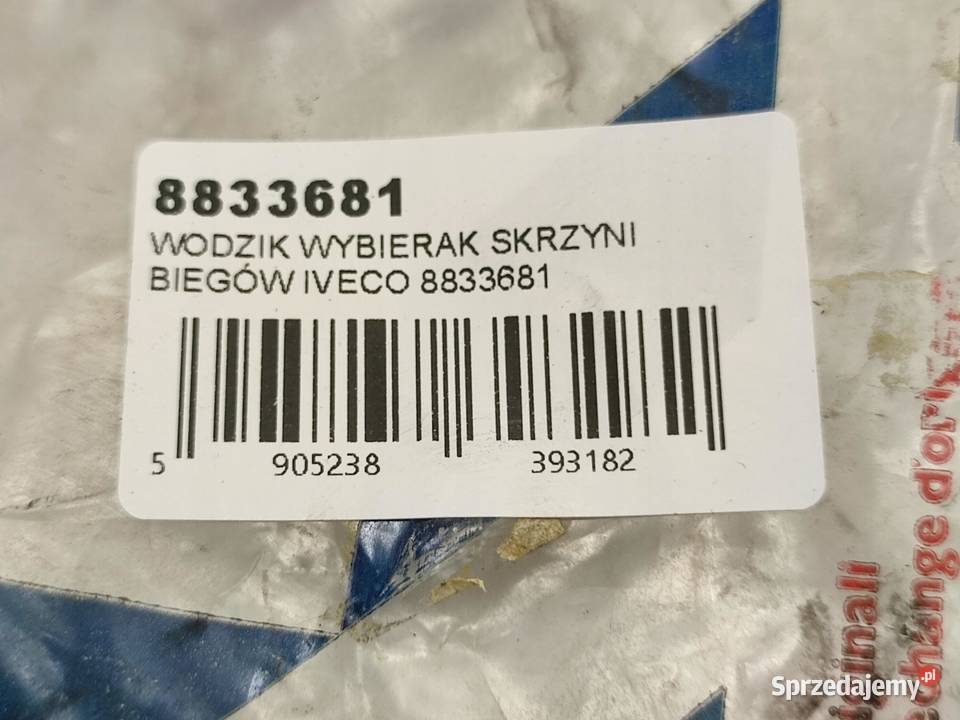 8833681
WODZIK WYBIERAK SKRZYNI
BIEGÓW IVECO 8833681
5 905238 393182
Sprzedajemy.pl